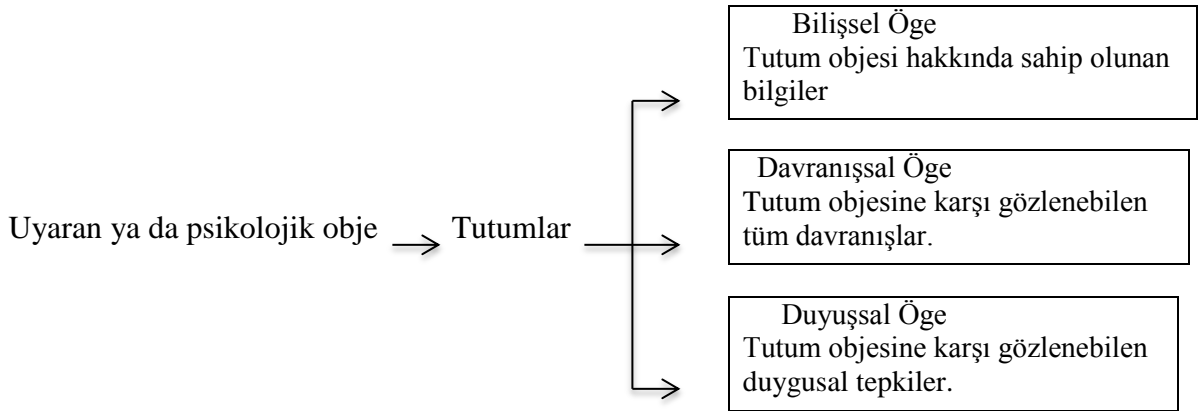 Bilişsel Öge
Tutum objesi hakkında sahip olunan
bilgiler
Davranışsal Öge
Tutum objesine karşı gözlenebilen
tüm davranışlar.
Uyaran ya da psikolojik obje
Tutumlar
Duyuşsal Öge
Tutum objesine karşı gözlenebilen
duygusal tepkiler.